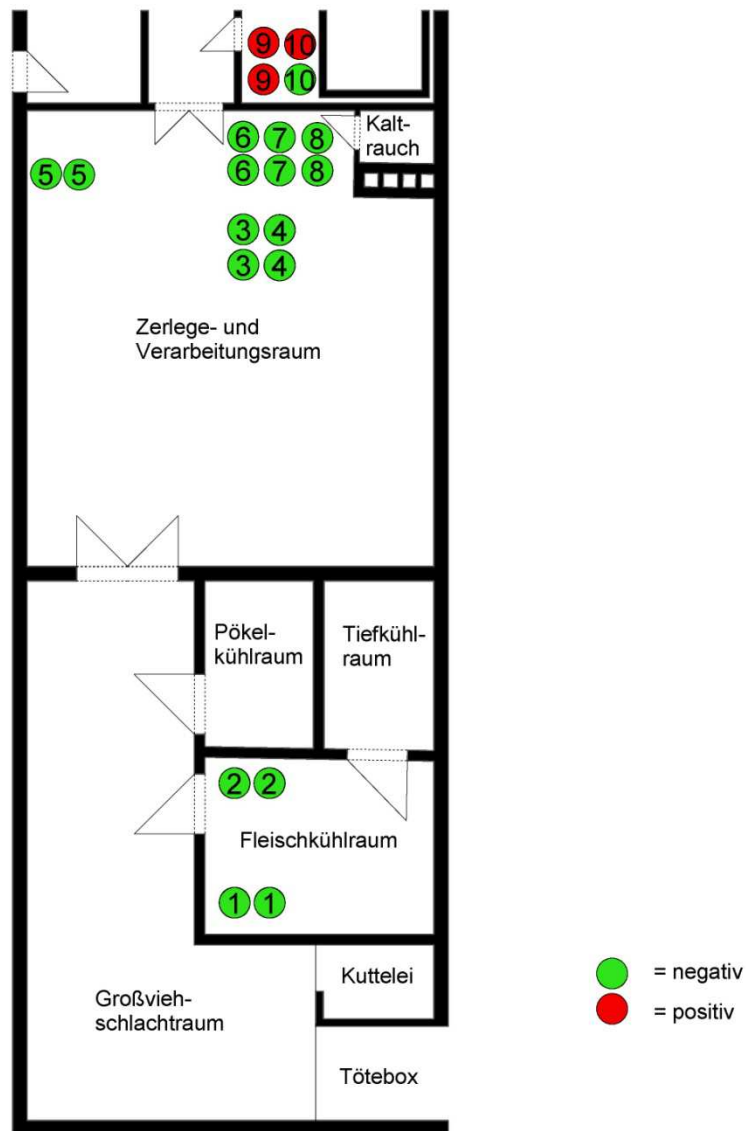 9 10
9 10
Kalt-
rauch
6 7 8
5 5
6 7 8
3 4
3 4
Zerlege- und
Verarbeitungsraum
Pökel-
kühlraum
Tiefkühl-
raum
2 2
Fleischkühlraum
1 1
Kuttelei
Großvieh-
schlachtraum
Tötebox
= negativ
= positiv